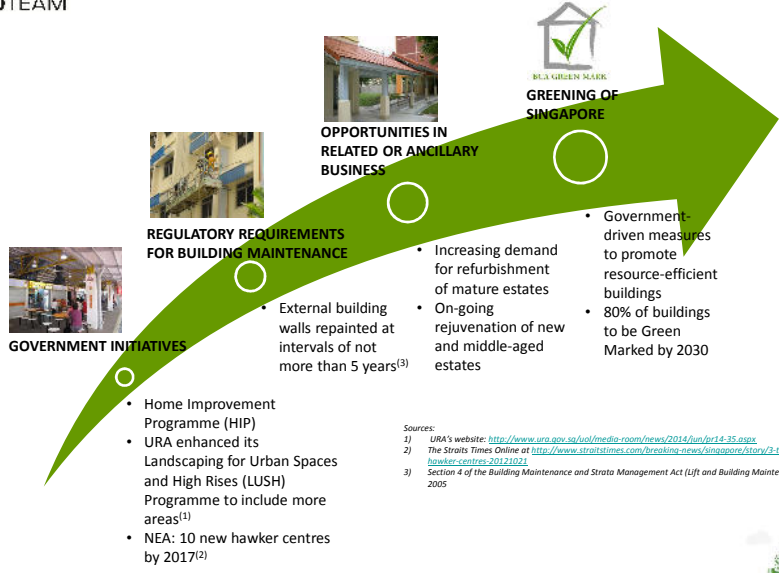 TEAM
BCA GREEN MARK
GREENING OF
SINGAPORE
OPPORTUNITIES IN
RELATED OR ANCILLARY
BUSINESS
REGULATORY REQUIREMENTS
FOR BUILDING MAINTENANCE
GOVERNMENT INITIATIVES
• Home Improvement
Programme (HIP)
• URA enhanced its
Landscaping for Urban Spaces
and High Rises (LUSH)
Programme to include more
areas(1)
• NEA: 10 new hawker centres
by 2017(2)
• External building
walls repainted at
intervals of not
more than 5 years(3)
• Increasing demand
for refurbishment
of mature estates
• On-going
rejuvenation of new
and middle-aged
estates
• Government-
driven measures
to promote
resource-efficient
buildings
• 80% of buildings
to be Green
Marked by 2030
Sources:
1) URA's website: http://www.ura.gov.sg/uol/media-room/news/2014/jun/pr14-35.aspx
2) The Straits Times Online at http://www.straitstimes.com/breaking-news/singapore/story/3-t
hawker-centres-20121021
3) Section 4 of the Building Maintenance and Strata Management Act (Lift and Building Mainte
2005